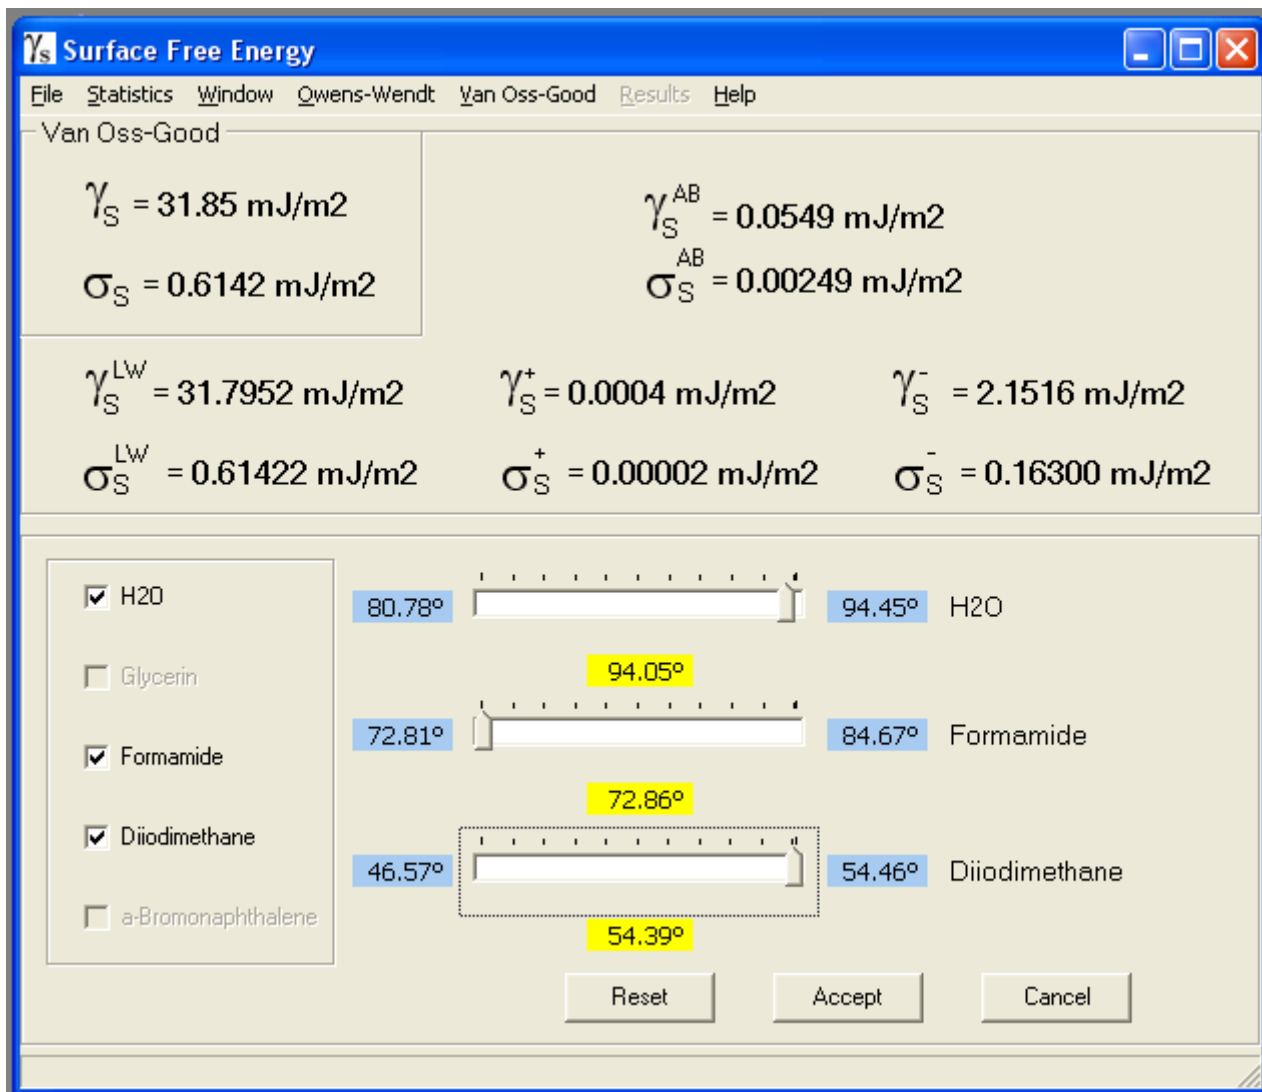 γs Surface Free Energy
File Statistics Window Owens-Wendt Van Oss-Good Results Help
Van Oss-Good
γS = 31.85 mJ/m2
γS AB = 0.0549 mJ/m2
σS = 0.6142 mJ/m2
σS AB = 0.00249 mJ/m2
γS LW = 31.7952 mJ/m2
γS + = 0.0004 mJ/m2
γS - = 2.1516 mJ/m2
σS LW = 0.61422 mJ/m2
σS + = 0.00002 mJ/m2
σS - = 0.16300 mJ/m2
H2O
Glycerin
Formamide
Diiodimethane
a-Bromonaphthalene
80.78º 94.45º H2O
94.05º
72.81º 84.67º Formamide
72.86º
46.57º 54.46º Diiodimethane
54.39º
Reset Accept Cancel